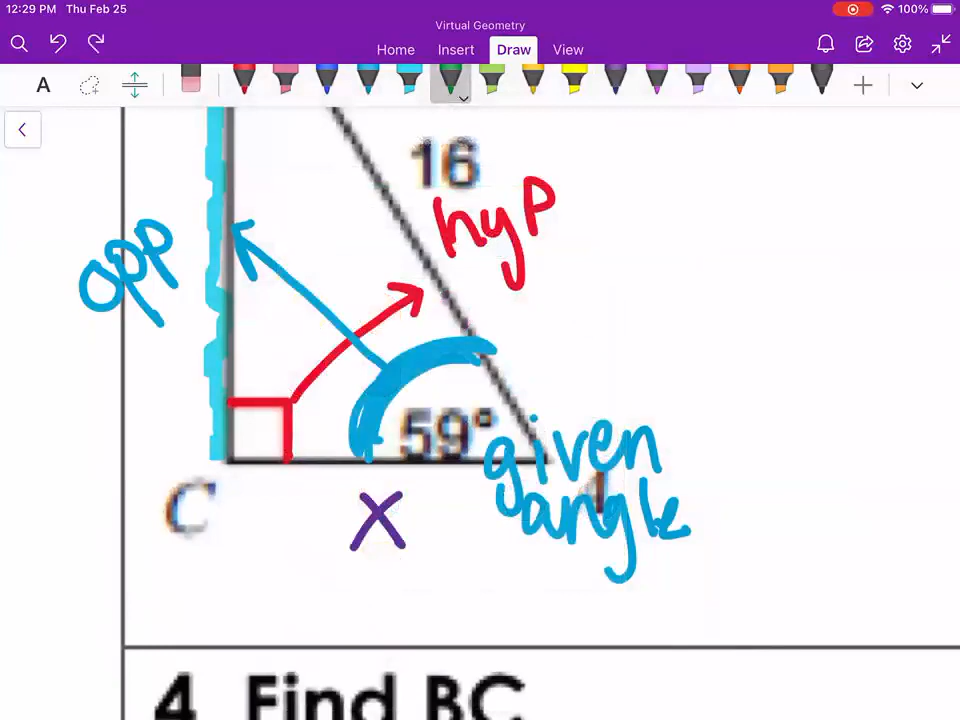 12:29 PM Thu Feb 25
100%
Virtual Geometry
Home Insert Draw View
A
16
hyp
opp
59°
given
angle
C
X
4 Find BC